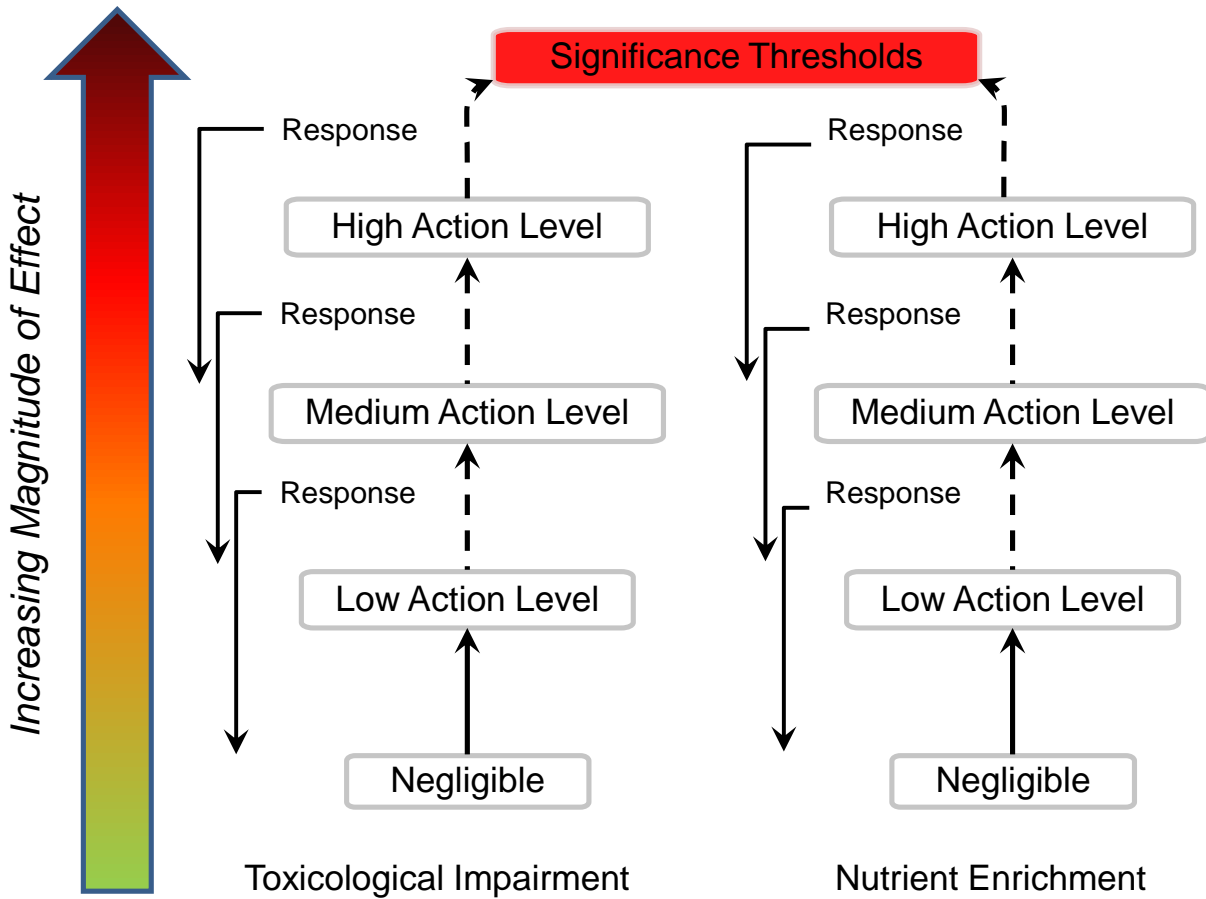 Significance Thresholds
Increasing Magnitude of Effect
Response
High Action Level
Response
Medium Action Level
Response
Low Action Level
Negligible
Toxicological Impairment
Response
High Action Level
Response
Medium Action Level
Response
Low Action Level
Negligible
Nutrient Enrichment